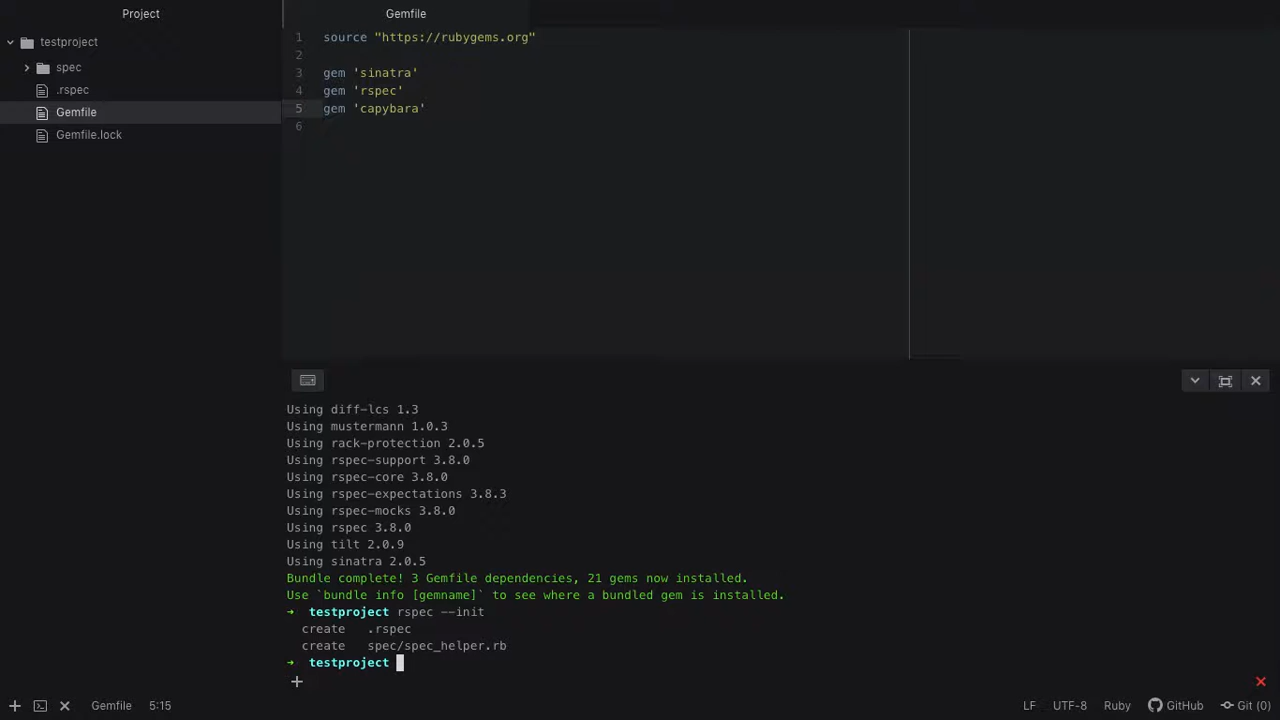 Project
Gemfile
testproject
spec
.rspec
Gemfile
Gemfile.lock
1 source "https://rubygems.org"
2
3 gem 'sinatra'
4 gem 'rspec'
5 gem 'capybara'
6
Using diff-lcs 1.3
Using mustermann 1.0.3
Using rack-protection 2.0.5
Using rspec-support 3.8.0
Using rspec-core 3.8.0
Using rspec-expectations 3.8.3
Using rspec-mocks 3.8.0
Using rspec 3.8.0
Using tilt 2.0.9
Using sinatra 2.0.5
Bundle complete! 3 Gemfile dependencies, 21 gems now installed.
Use `bundle info [gemname]` to see where a bundled gem is installed.
➜ testproject rspec --init
create .rspec
create spec/spec_helper.rb
➜ testproject
Gemfile 5:15 LF UTF-8 Ruby GitHub Git (0)